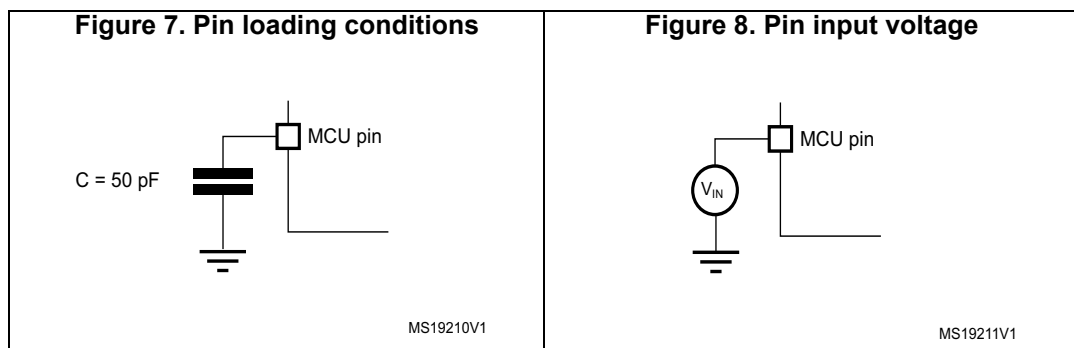 Figure 7. Pin loading conditions
MCU pin
C = 50 pF
MS19210V1
Figure 8. Pin input voltage
MCU pin
VIN
MS19211V1